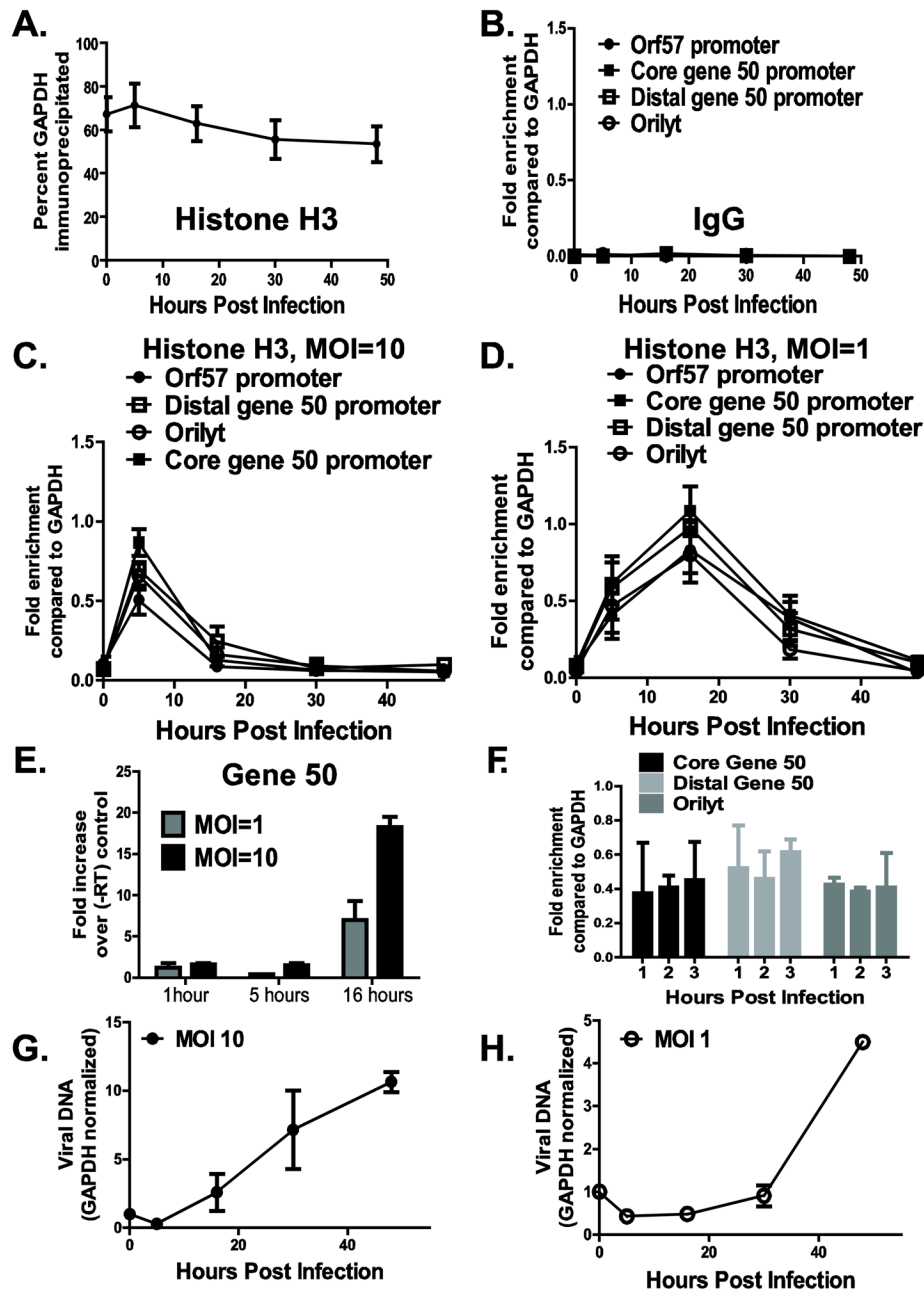 A.
Percent GAPDH
immunoprecipitated
100
80
60
40
20
0
Histone H3
0 10 20 30 40 50
Hours Post Infection
B.
Fold enrichment
compared to GAPDH
1.5
1.0
0.5
0.0
Orf57 promoter
Core gene 50 promoter
Distal gene 50 promoter
Orilyt
IgG
0 10 20 30 40 50
Hours Post Infection
C.
Histone H3, MOI=10
Orf57 promoter
Distal gene 50 promoter
Orilyt
Core gene 50 promoter
Fold enrichment
compared to GAPDH
1.5
1.0
0.5
0.0
0 10 20 30 40
Hours Post Infection
D.
Histone H3, MOI=1
Orf57 promoter
Core gene 50 promoter
Distal gene 50 promoter
Orilyt
Fold enrichment
compared to GAPDH
1.5
1.0
0.5
0.0
0 10 20 30 40
Hours Post Infection
E.
Gene 50
Fold increase
over (-RT) control
25
20
15
10
5
0
MOI=1
MOI=10
1hour 5 hours 16 hours
F.
Core Gene 50
Distal Gene 50
Orilyt
Fold enrichment
compared to GAPDH
1.0
0.8
0.6
0.4
0.2
0.0
1 2 3 1 2 3 1 2 3
Hours Post Infection
G.
MOI 10
Viral DNA
(GAPDH normalized)
15
10
5
0
0 20 40
Hours Post Infection
H.
MOI 1
Viral DNA
(GAPDH normalized)
5
4
3
2
1
0
0 20 40
Hours Post Infection